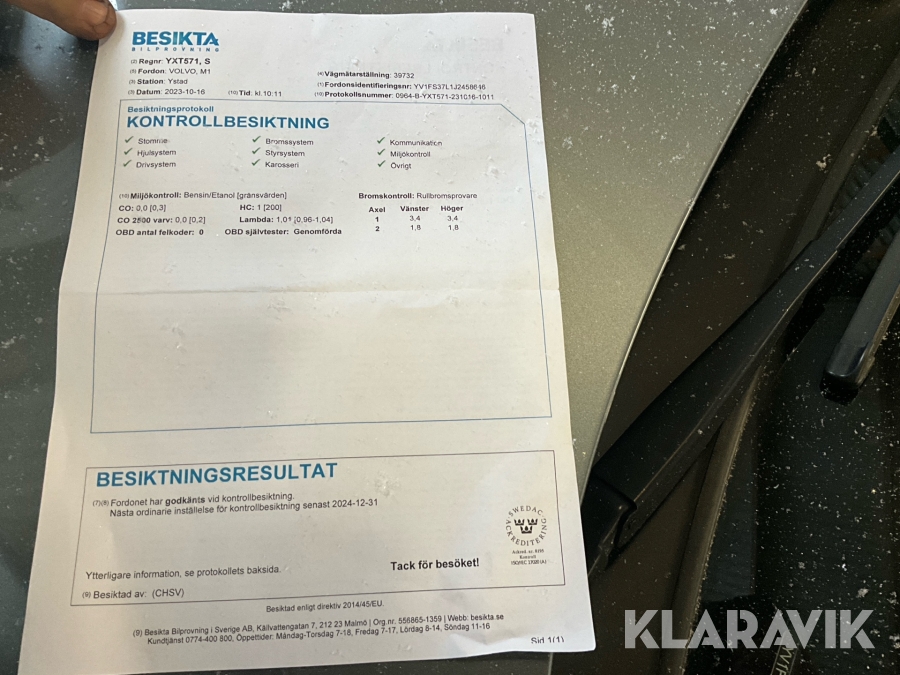 BESIKTA
BILPROVNING
(2) Regnr: YXT571, S
(5) Fordon: VOLVO, M1
(3) Station: Ystad
(3) Datum: 2023-10-16
(10) Tid: kl.10:11
(4) Vägmätarställning: 39732
(1) Fordonsidentifieringsnr: YV1FS37L1J2458646
(10) Protokollsnummer: 0964-B-YXT571-231016-1011
Besiktningsprotokoll
KONTROLLBESIKTNING
✓ Stomme ✓ Bromssystem ✓ Kommunikation
✓ Hjulsystem ✓ Styrsystem ✓ Miljökontroll
✓ Drivsystem ✓ Karosseri ✓ Övrigt
(10) Miljökontroll: Bensin/Etanol [gränsvärden]
CO: 0,0 [0,3] HC: 1 [200]
CO 2500 varv: 0,0 [0,2] Lambda: 1,01 [0,96-1,04]
OBD antal felkoder: 0 OBD självtester: Genomförda
Bromskontroll: Rullbromsprovare
Axel Vänster Höger
1 3,4 3,4
2 1,8 1,8
BESIKTNINGSRESULTAT
(7)(8) Fordonet har godkänts vid kontrollbesiktning.
Nästa ordinarie inställelse för kontrollbesiktning senast 2024-12-31
SWEDAC
ACKREDITERING
Kontroll
Ytterligare information, se protokollets baksida.
Tack för besöket!
(9) Besiktad av: (CHSV)
Besiktad enligt direktiv 2014/45/EU.
(9) Besikta Bilprovning i Sverige AB, Källvattengatan 7, 212 23 Malmö | Org.nr. 556865-1359 | Webb: besikta.se
Kundtjänst 0774-400 800, Öppettider: Måndag-Torsdag 7-18, Fredag 7-17, Lördag 8-14, Söndag 11-16
Sid 1(1)
KLARAVIK